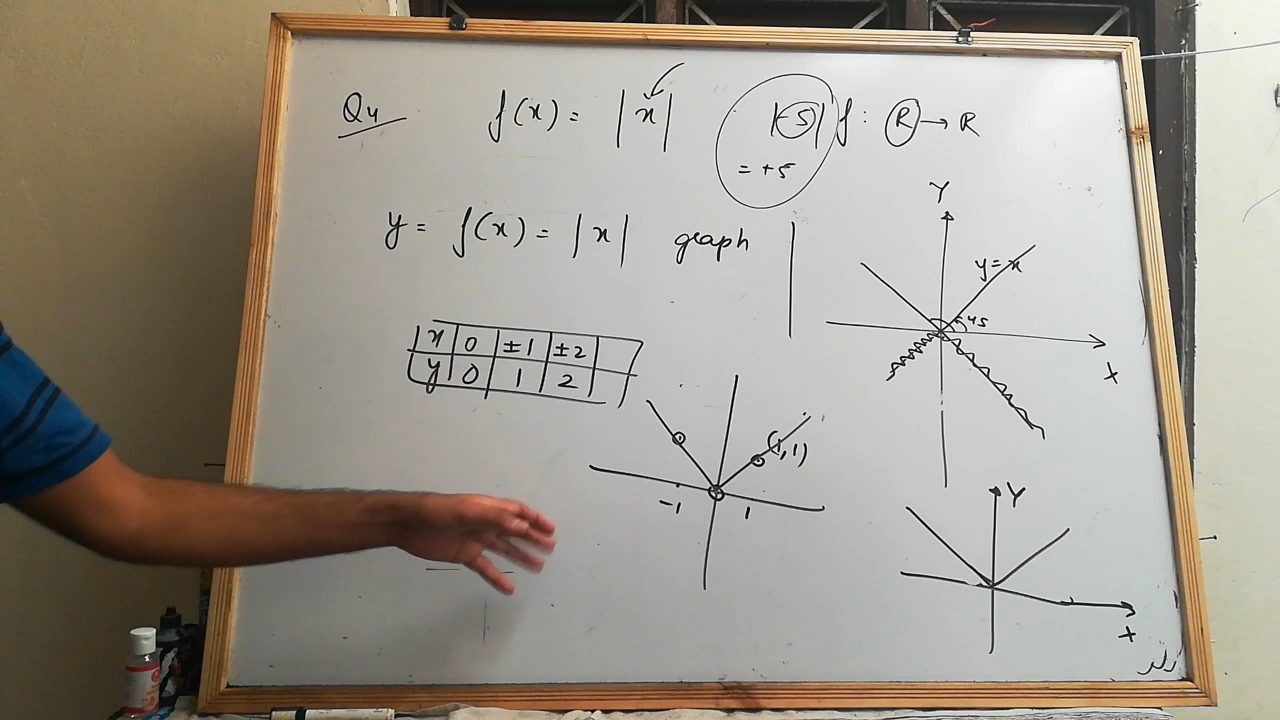 Q4 f(x) = |x| |-5| f : R → R
= +5
y = f(x) = |x| graph
x 0 ±1 ±2
y 0 1 2
Y
y = x
45
X
(1,1)
-1 1
Y
X